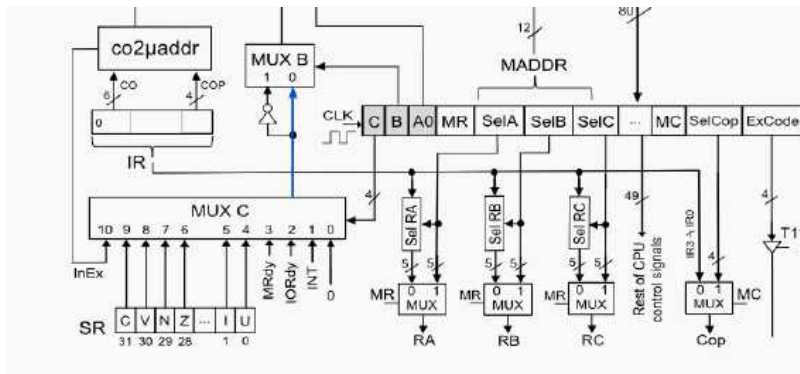 80
12
co2µaddr
MUX B
1 0
MADDR
CO
COP
6
4
CLK
C B A0 MR SelA SelB SelC ... MC SelCop ExCode
0
IR
4
49
4
MUX C
10 9 8 7 6 5 4 3 2 1 0
Sel RA
Sel RB
Sel RC
IR3-IR0
Rest of CPU
control signals
InEx
MRdy
IORdy
INT
0
5 5
5 5
5 5
4
MR 0 1 MUX
MR 0 1 MUX
MR 0 1 MUX
0 1 MUX MC
SR C V N Z ... I U
31 30 29 28 1 0
RA RB RC Cop